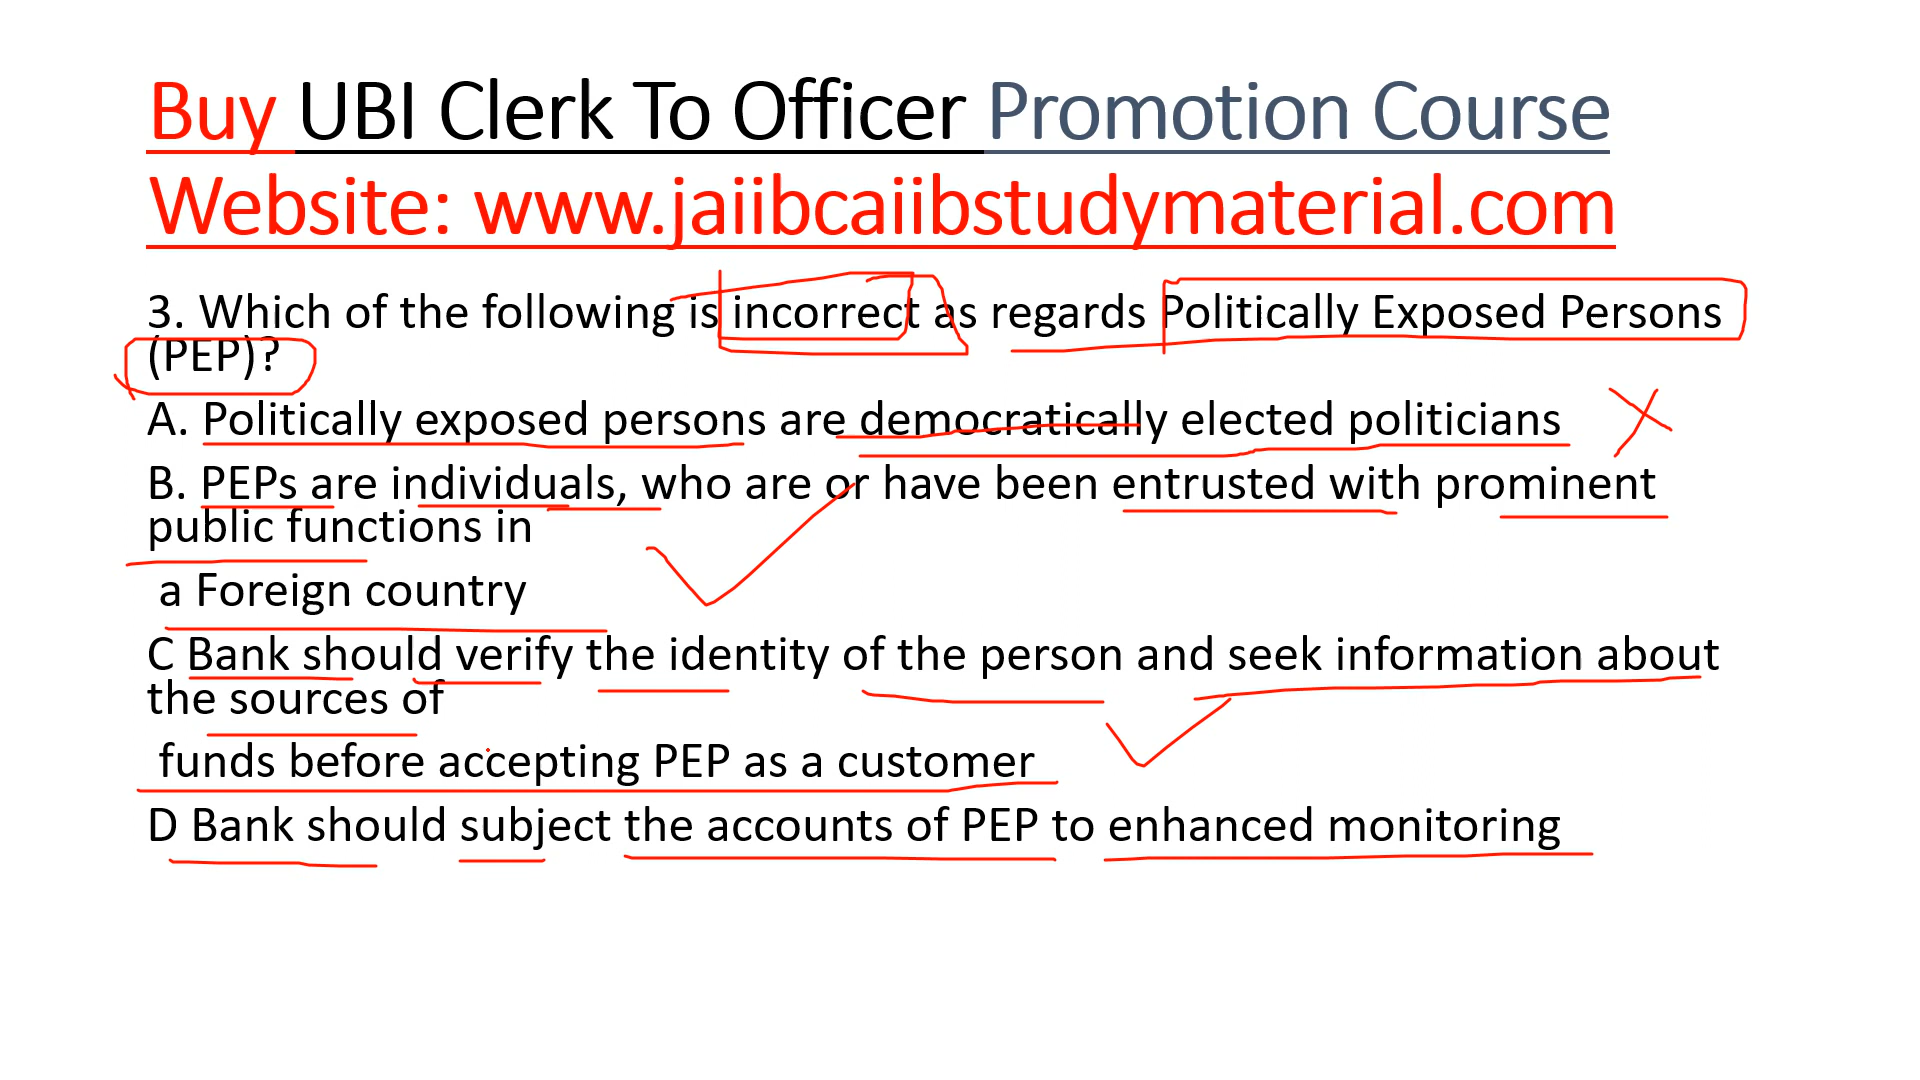 Buy UBI Clerk To Officer Promotion Course
Website: www.jaiibcaiibstudymaterial.com
3. Which of the following is incorrect as regards Politically Exposed Persons
(PEP)?
A. Politically exposed persons are democratically elected politicians
B. PEPs are individuals, who are or have been entrusted with prominent
public functions in
a Foreign country
C Bank should verify the identity of the person and seek information about
the sources of
funds before accepting PEP as a customer
D Bank should subject the accounts of PEP to enhanced monitoring